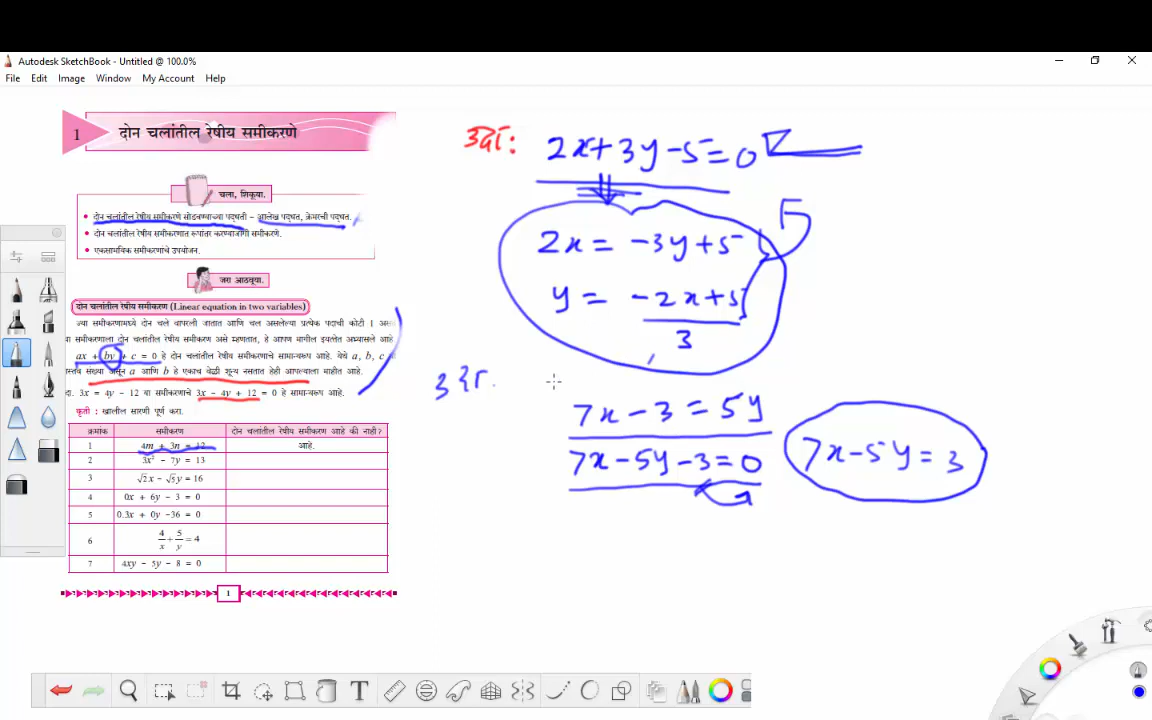 Autodesk SketchBook - Untitled @ 100.0%
File Edit Image Window My Account Help
1 दोन चलांतील रेषीय समीकरणे
चला, शिकूया.
• दोन चलांतील रेषीय समीकरणे सोडवण्याच्या पद्धती - आलेख पद्धत, क्रेमरची पद्धत.
• दोन चलांतील रेषीय समीकरणात रूपांतर करण्याजोगी समीकरणे.
• एकसामयिक समीकरणांचे उपयोजन.
जरा आठवूया.
दोन चलांतील रेषीय समीकरण (Linear equation in two variables)
ज्या समीकरणामध्ये दोन चले वापरली जातात आणि चल असलेल्या प्रत्येक पदाची कोटी 1 अस
समीकरणाला दोन चलांतील रेषीय समीकरण असे म्हणतात, हे आपण मागील इयत्तेत अभ्यासले आहे
ax + by + c = 0 हे दोन चलांतील रेषीय समीकरणाचे सामान्यरूप आहे. येथे a, b, c
संख्या असून a आणि b हे एकाच वेळी शून्य नसतात हेही आपल्याला माहीत आहे.
दा. 3x = 4y - 12 या समीकरणाचे 3x - 4y + 12 = 0 हे सामान्यरूप आहे.
कृती : खालील सारणी पूर्ण करा.
क्रमांक समीकरण दोन चलांतील रेषीय समीकरण आहे की नाही?
1 4m + 3n = 12 आहे.
2 3x² - 7y = 13
3 √2x - √5y = 16
4 0x + 6y - 3 = 0
5 0.3x + 0y -36 = 0
6 4/x + 5/y = 4
7 4xy - 5y - 8 = 0
1
उदा: 2x+3y-5=0
2x = -3y+5
5
y = -2x+5/3
7x-3 = 5y
7x-5y-3=0
7x-5y=3